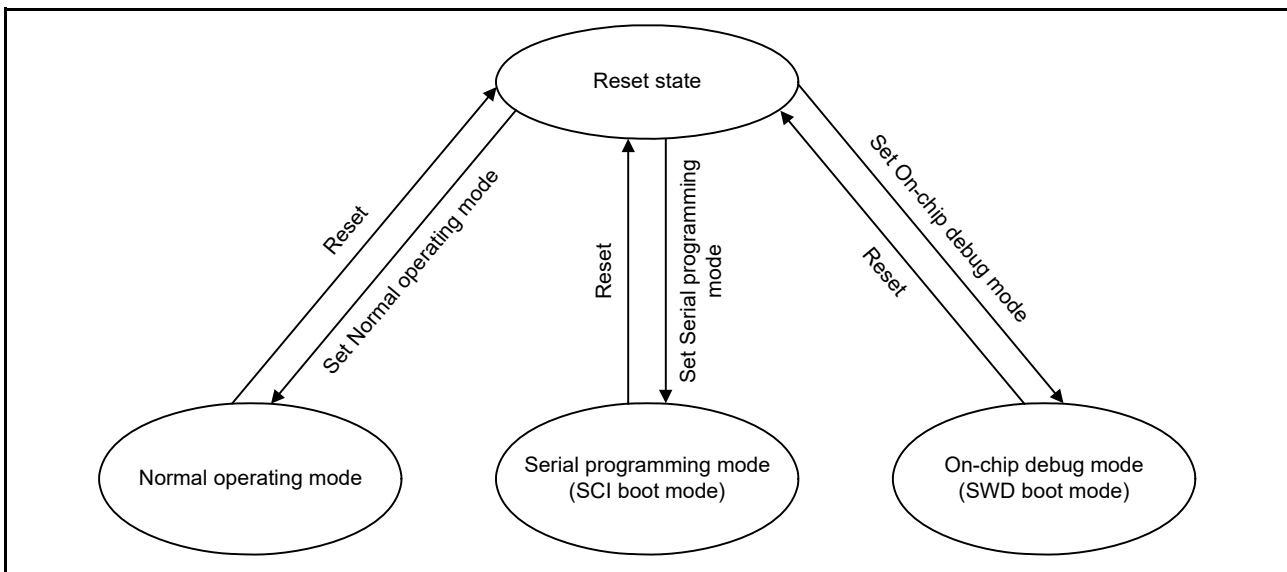 Reset state
Reset
Set Normal operating mode
Reset
Set Serial programming
mode
Set On-chip debug mode
Reset
Normal operating mode
Serial programming mode
(SCI boot mode)
On-chip debug mode
(SWD boot mode)